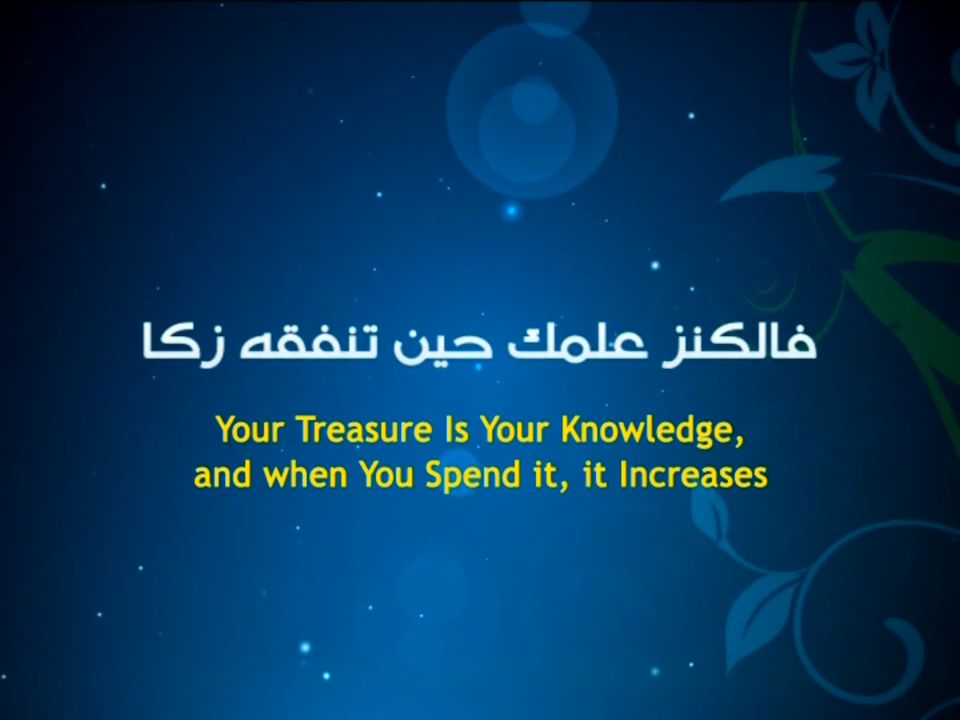 فالكنز علمك حين تنفقه زكا
Your Treasure Is Your Knowledge,
and when You Spend it, it Increases